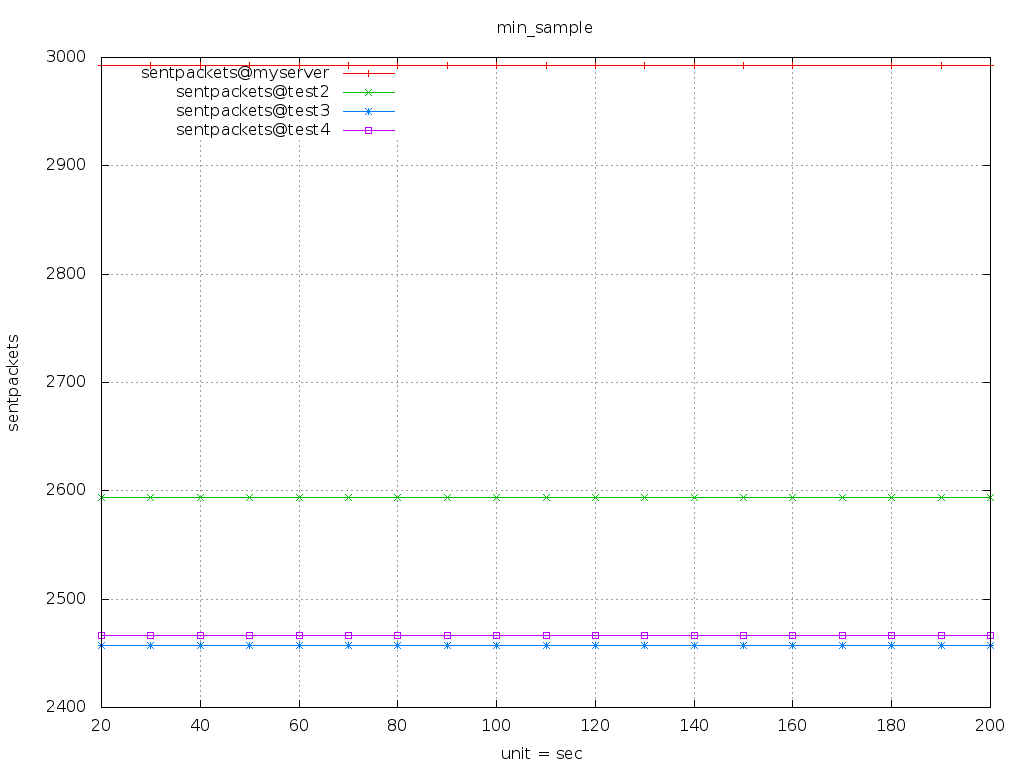 min_sample
3000
2900
2800
2700
2600
2500
2400
sentpackets
sentpackets@myserver
sentpackets@test2
sentpackets@test3
sentpackets@test4
20 40 60 80 100 120 140 160 180 200
unit = sec